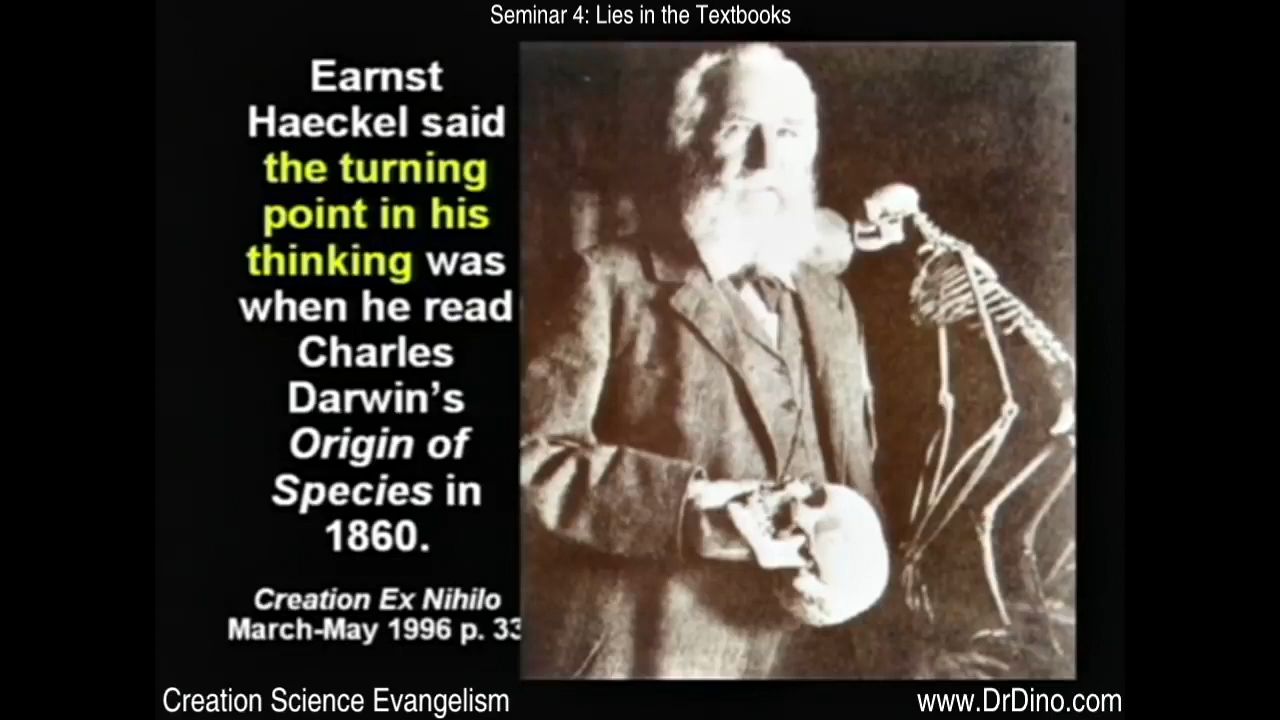 Seminar 4: Lies in the Textbooks
Earnst
Haeckel said
the turning
point in his
thinking was
when he read
Charles
Darwin's
Origin of
Species in
1860.
Creation Ex Nihilo
March-May 1996 p. 33
Creation Science Evangelism
www.DrDino.com